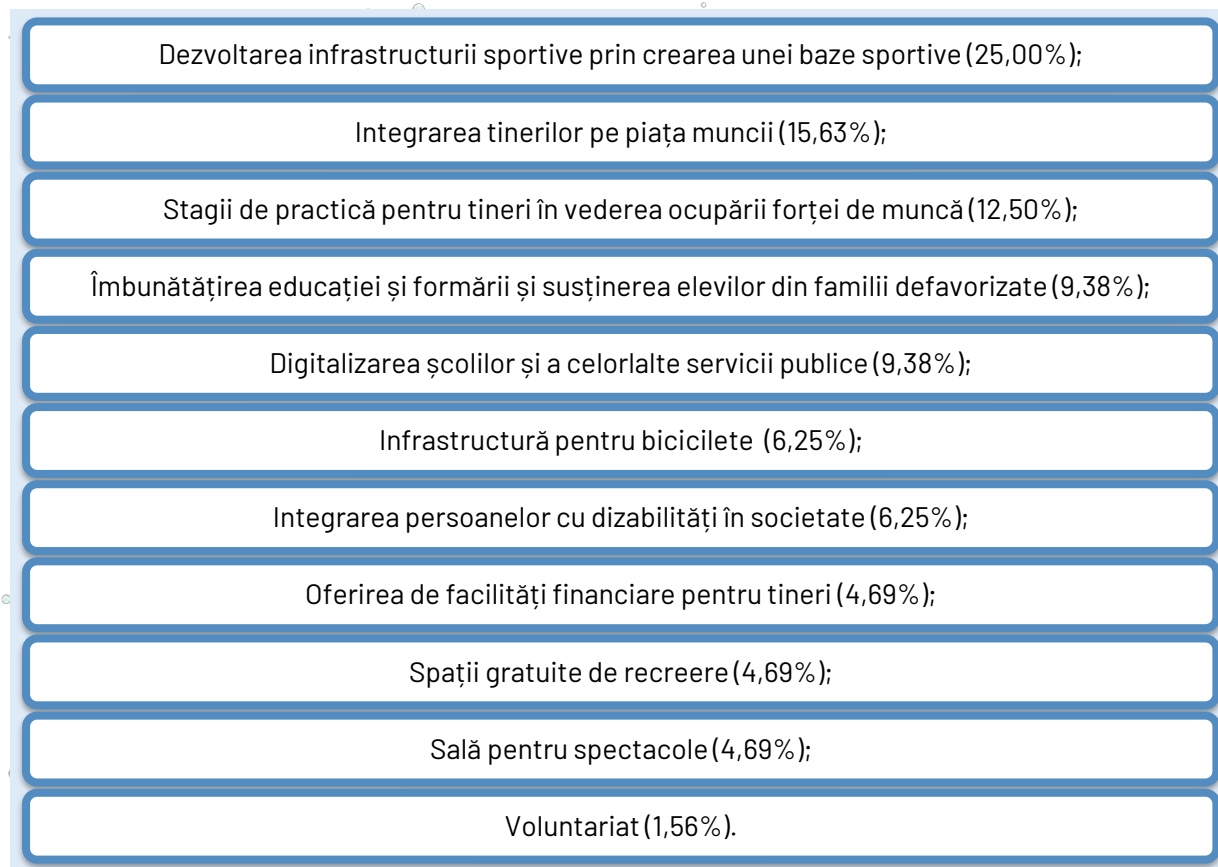 Dezvoltarea infrastructurii sportive prin crearea unei baze sportive (25,00%);
Integrarea tinerilor pe piața muncii (15,63%);
Stagii de practică pentru tineri în vederea ocupării forței de muncă (12,50%);
Îmbunătățirea educației și formării și susținerea elevilor din familii defavorizate (9,38%);
Digitalizarea școlilor și a celorlalte servicii publice (9,38%);
Infrastructură pentru bicicilete (6,25%);
Integrarea persoanelor cu dizabilități în societate (6,25%);
Oferirea de facilități financiare pentru tineri (4,69%);
Spații gratuite de recreere (4,69%);
Sală pentru spectacole (4,69%);
Voluntariat (1,56%).